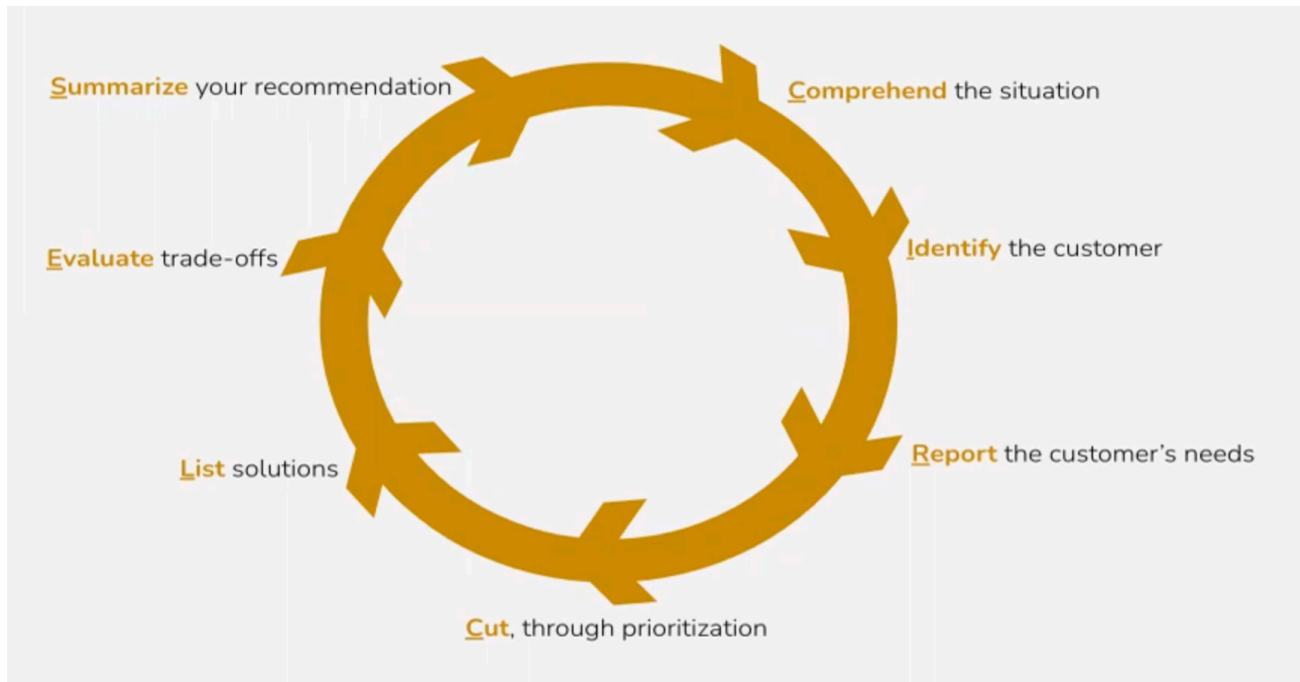 Summarize your recommendation
Comprehend the situation
Evaluate trade-offs
Identify the customer
List solutions
Report the customer’s needs
Cut, through prioritization